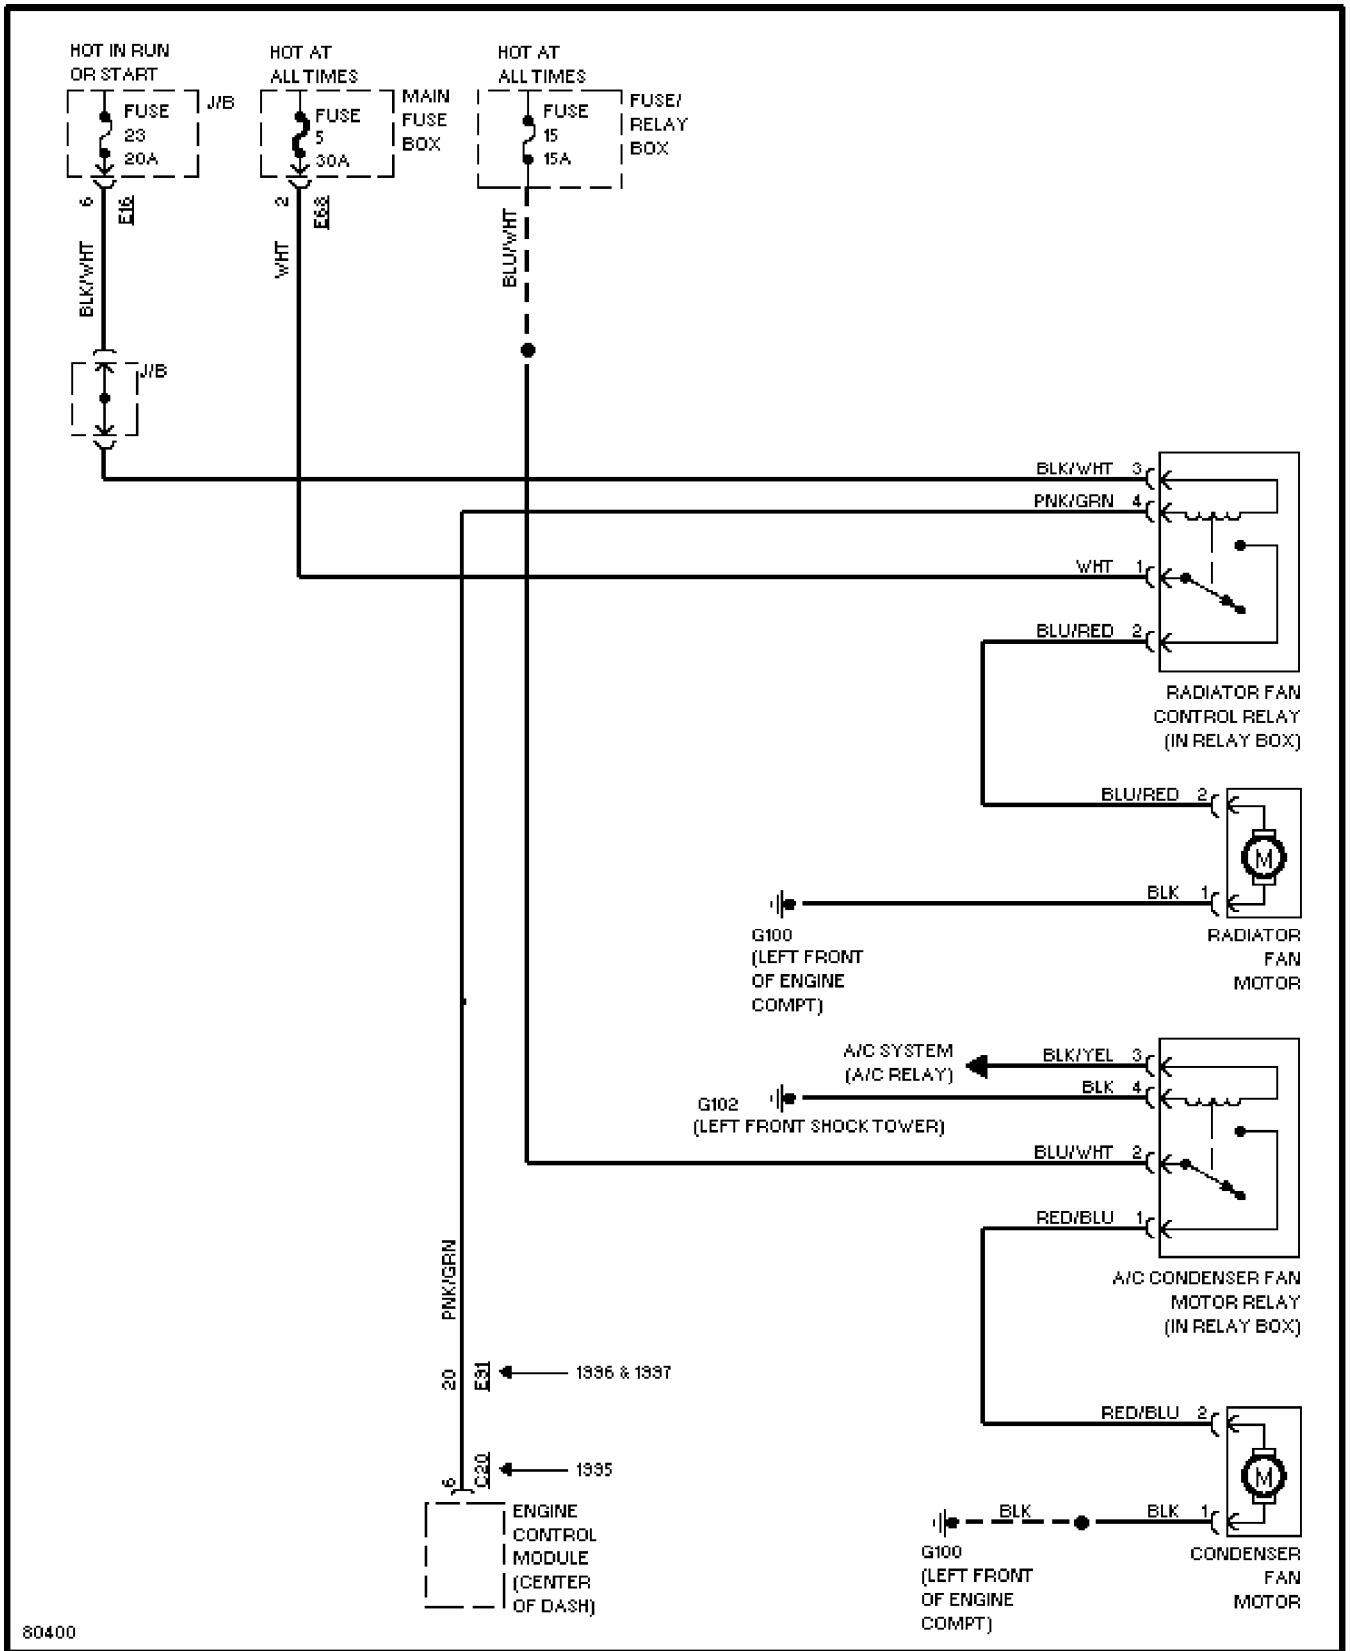 HOT IN RUN
OR START
J/B
FUSE
23
20A
6
E16
BLK/WHT
J/B
HOT AT
ALL TIMES
MAIN
FUSE
BOX
FUSE
5
30A
2
E68
WHT
HOT AT
ALL TIMES
FUSE/
RELAY
BOX
FUSE
15
15A
BLU/WHT
BLK/WHT 3
PNK/GRN 4
WHT 1
BLU/RED 2
RADIATOR FAN
CONTROL RELAY
(IN RELAY BOX)
BLU/RED 2
M
BLK 1
G100
(LEFT FRONT
OF ENGINE
COMPT)
RADIATOR
FAN
MOTOR
A/C SYSTEM
(A/C RELAY)
BLK/YEL 3
BLK 4
G102
(LEFT FRONT SHOCK TOWER)
BLU/WHT 2
RED/BLU 1
A/C CONDENSER FAN
MOTOR RELAY
(IN RELAY BOX)
PNK/GRN
20
E91
1996 & 1997
6
C20
1995
ENGINE
CONTROL
MODULE
(CENTER
OF DASH)
RED/BLU 2
M
BLK
BLK 1
G100
(LEFT FRONT
OF ENGINE
COMPT)
CONDENSER
FAN
MOTOR
80400